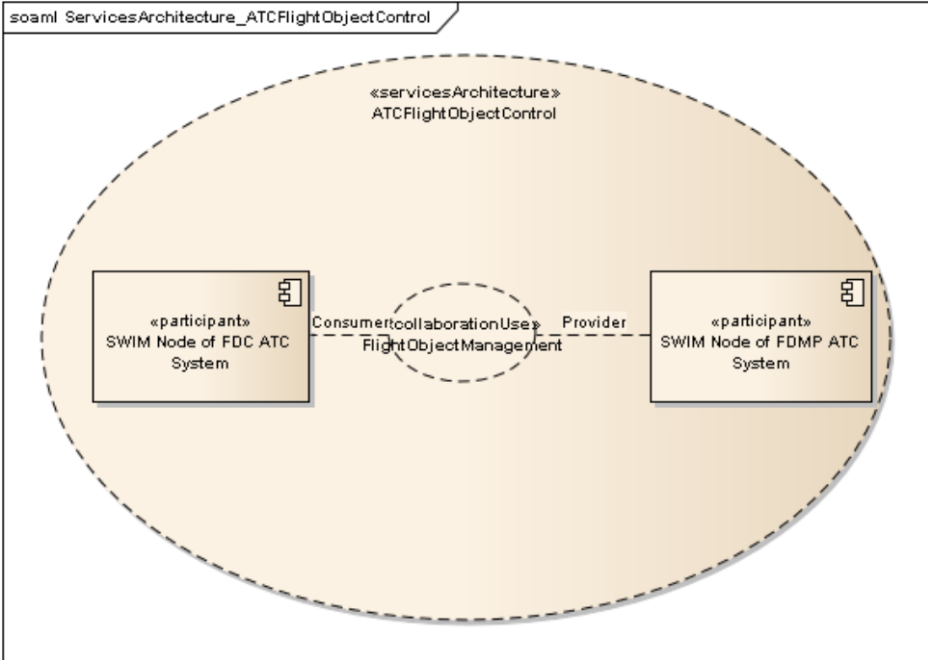 soaml ServicesArchitecture_ATCFlightObjectControl
«servicesArchitecture»
ATCFlightObjectControl
«participant»
SWIM Node of FDC ATC
System
Consumer
collaborationUse»
FlightObjectManagement
Provider
«participant»
SWIM Node of FDMP ATC
System